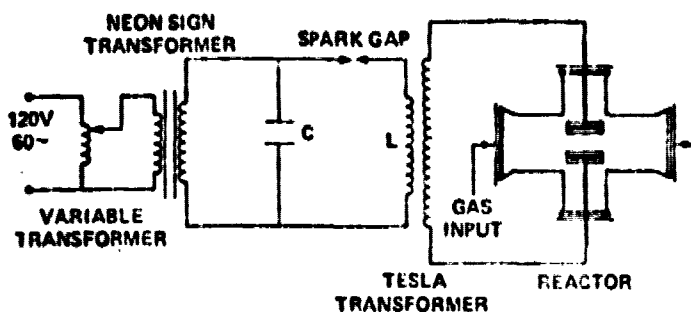 NEON SIGN
TRANSFORMER
SPARK GAP
120V
60~
C
L
GAS
INPUT
VARIABLE
TRANSFORMER
TESLA
TRANSFORMER
REACTOR